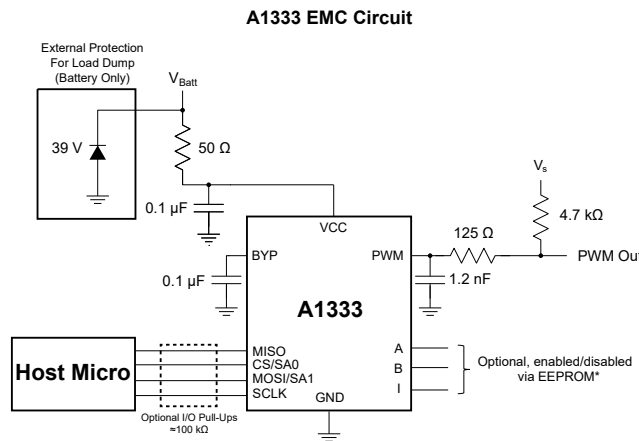 A1333 EMC Circuit
External Protection
For Load Dump
(Battery Only)
V_Batt
39 V
50 Ω
0.1 µF
VCC
V_s
4.7 kΩ
125 Ω
BYP
PWM
PWM Out
0.1 µF
1.2 nF
A1333
Host Micro
MISO
CS/SA0
MOSI/SA1
SCLK
A
B
I
Optional, enabled/disabled
via EEPROM*
Optional I/O Pull-Ups
≈100 kΩ
GND